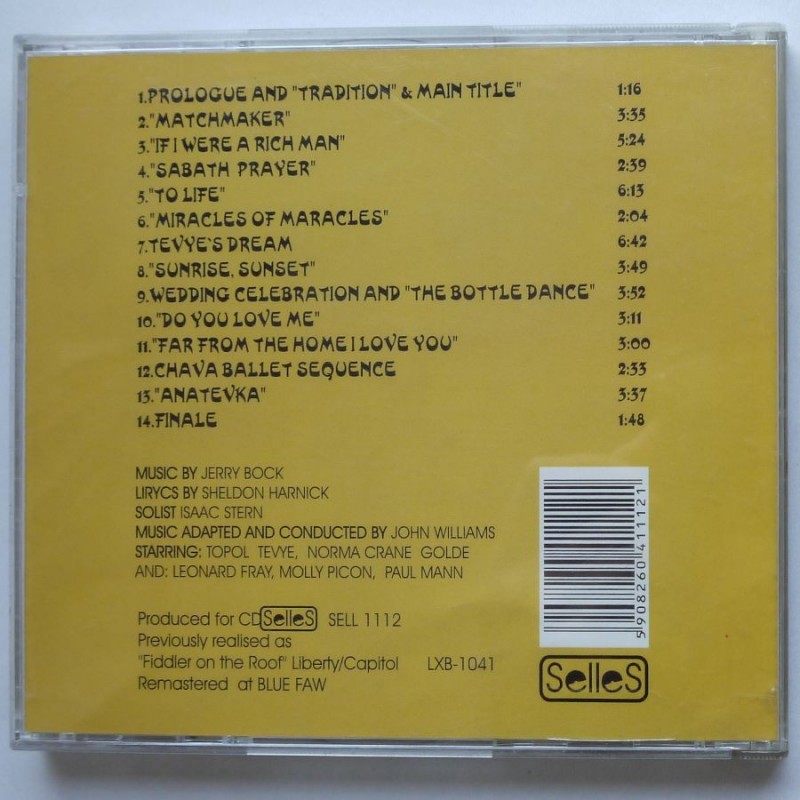 1.PROLOGUE AND "TRADITION" & MAIN TITLE" 1:16
2."MATCHMAKER" 3:35
3."IF I WERE A RICH MAN" 5:24
4."SABATH PRAYER" 2:39
5."TO LIFE" 6:13
6."MIRACLES OF MARACLES" 2:04
7.TEVYE`S DREAM 6:42
8."SUNRISE, SUNSET" 3:49
9.WEDDING CELEBRATION AND "THE BOTTLE DANCE" 3:52
10."DO YOU LOVE ME" 3:11
11."FAR FROM THE HOME I LOVE YOU" 3:00
12.CHAVA BALLET SEQUENCE 2:33
13."ANATEVKA" 3:37
14.FINALE 1:48
MUSIC BY JERRY BOCK
LIRYCS BY SHELDON HARNICK
SOLIST ISAAC STERN
MUSIC ADAPTED AND CONDUCTED BY JOHN WILLIAMS
STARRING: TOPOL TEVYE, NORMA CRANE GOLDE
AND: LEONARD FRAY, MOLLY PICON, PAUL MANN
Produced for CD SelleS SELL 1112
Previously realised as
"Fiddler on the Roof" Liberty/Capitol LXB-1041
Remastered at BLUE FAW
5 908260 411121
SelleS